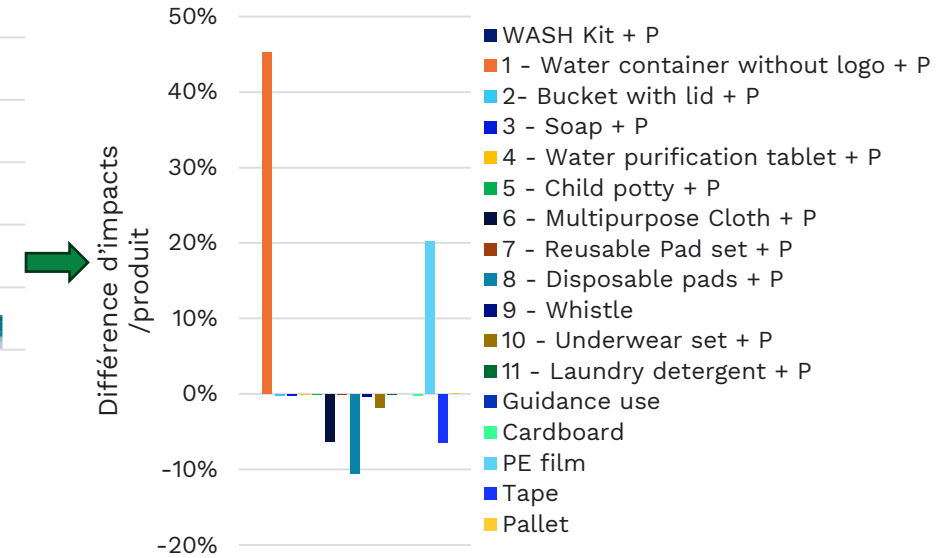 50%
40%
30%
20%
10%
0%
-10%
-20%
Différence d'impacts
/produit
WASH Kit + P
1 - Water container without logo + P
2- Bucket with lid + P
3 - Soap + P
4 - Water purification tablet + P
5 - Child potty + P
6 - Multipurpose Cloth + P
7 - Reusable Pad set + P
8 - Disposable pads + P
9 - Whistle
10 - Underwear set + P
11 - Laundry detergent + P
Guidance use
Cardboard
PE film
Tape
Pallet